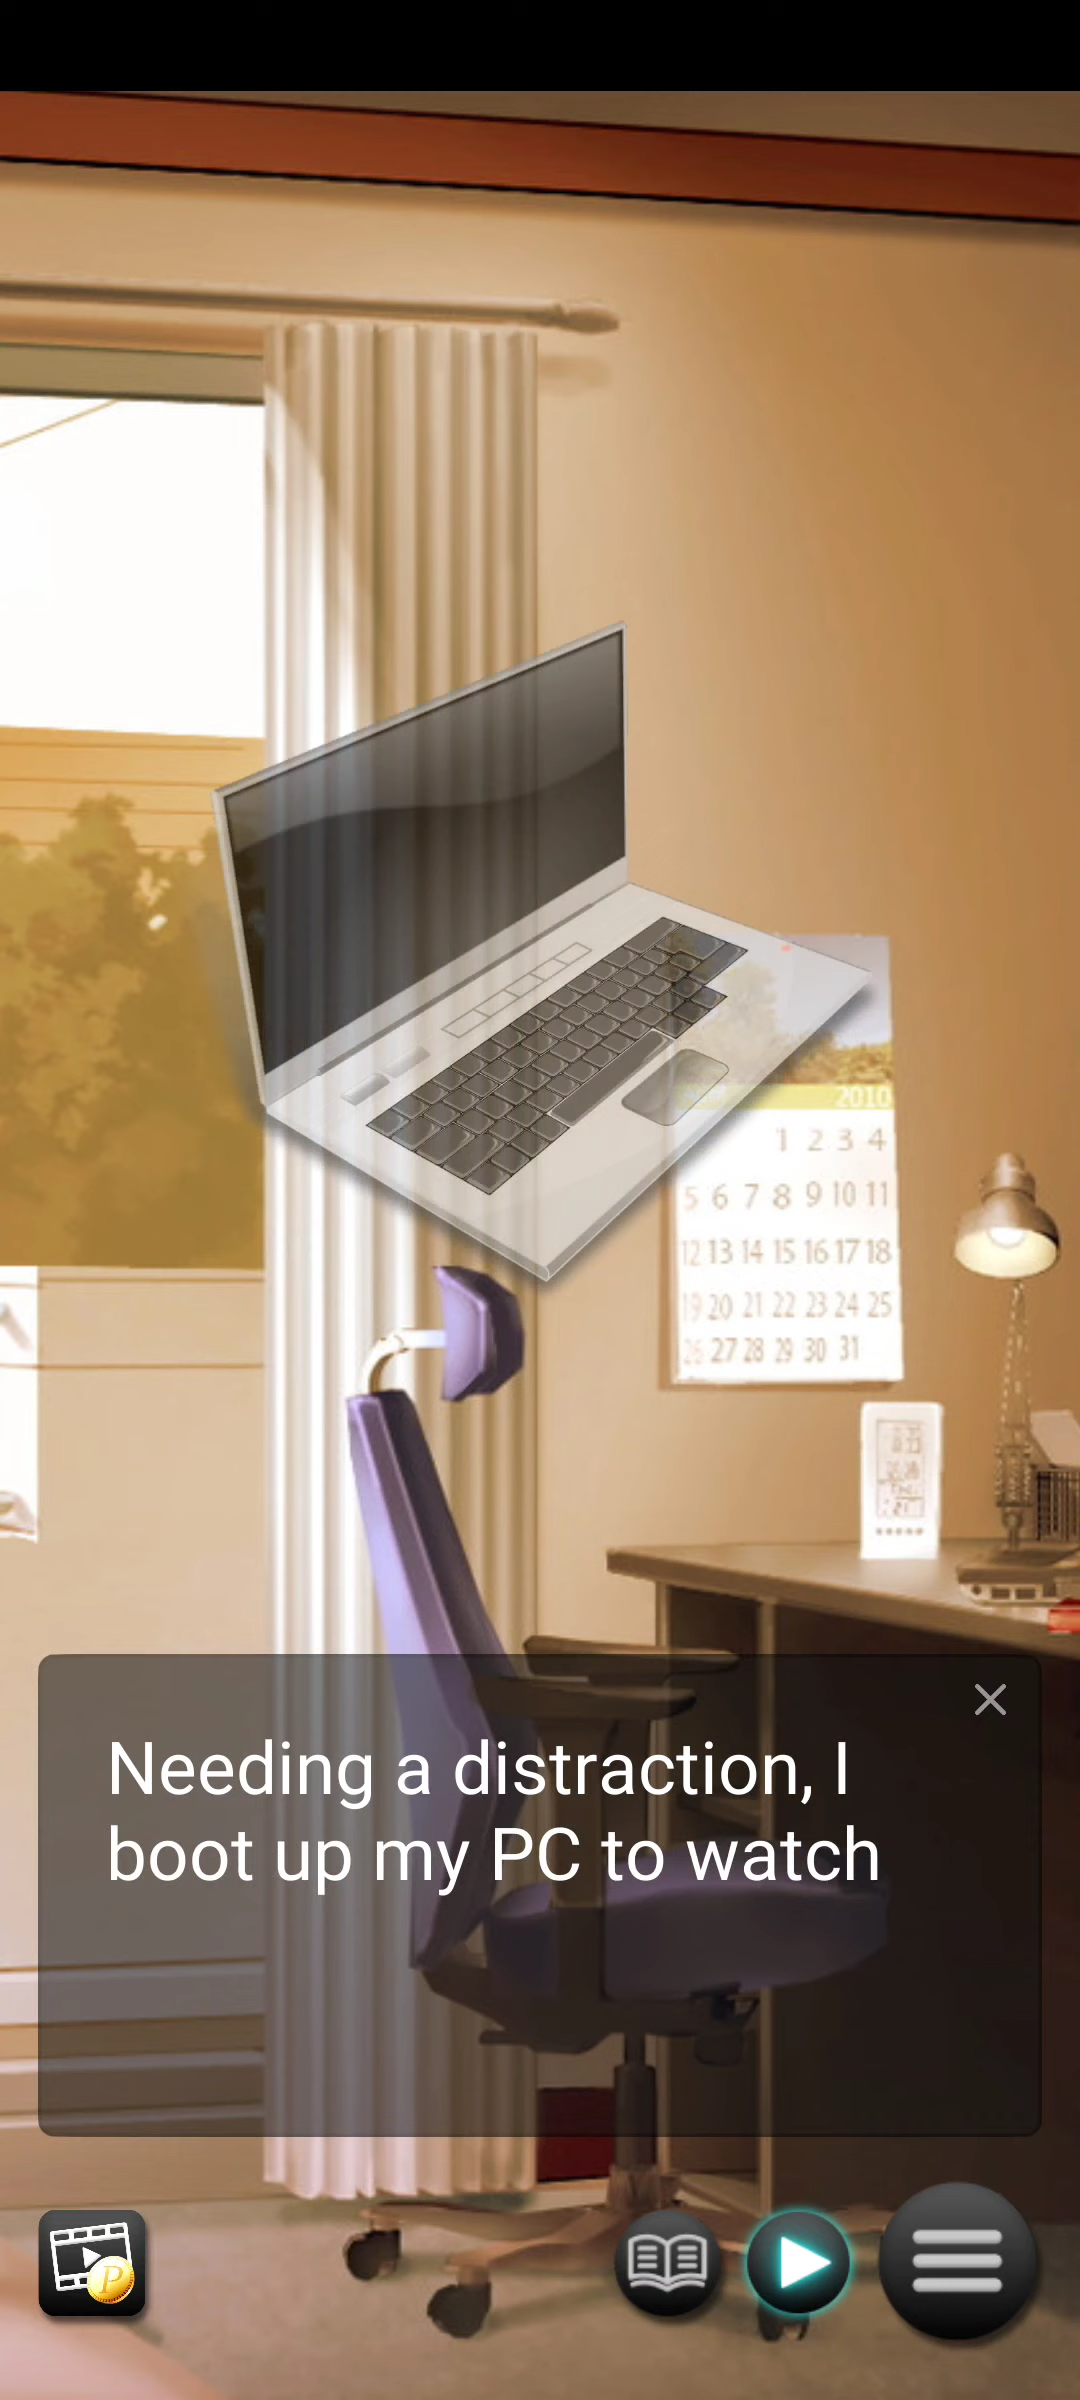 2010
1 2 3 4
5 6 7 8 9 10 11
12 13 14 15 16 17 18
19 20 21 22 23 24 25
26 27 28 29 30 31
Needing a distraction, I
boot up my PC to watch
P